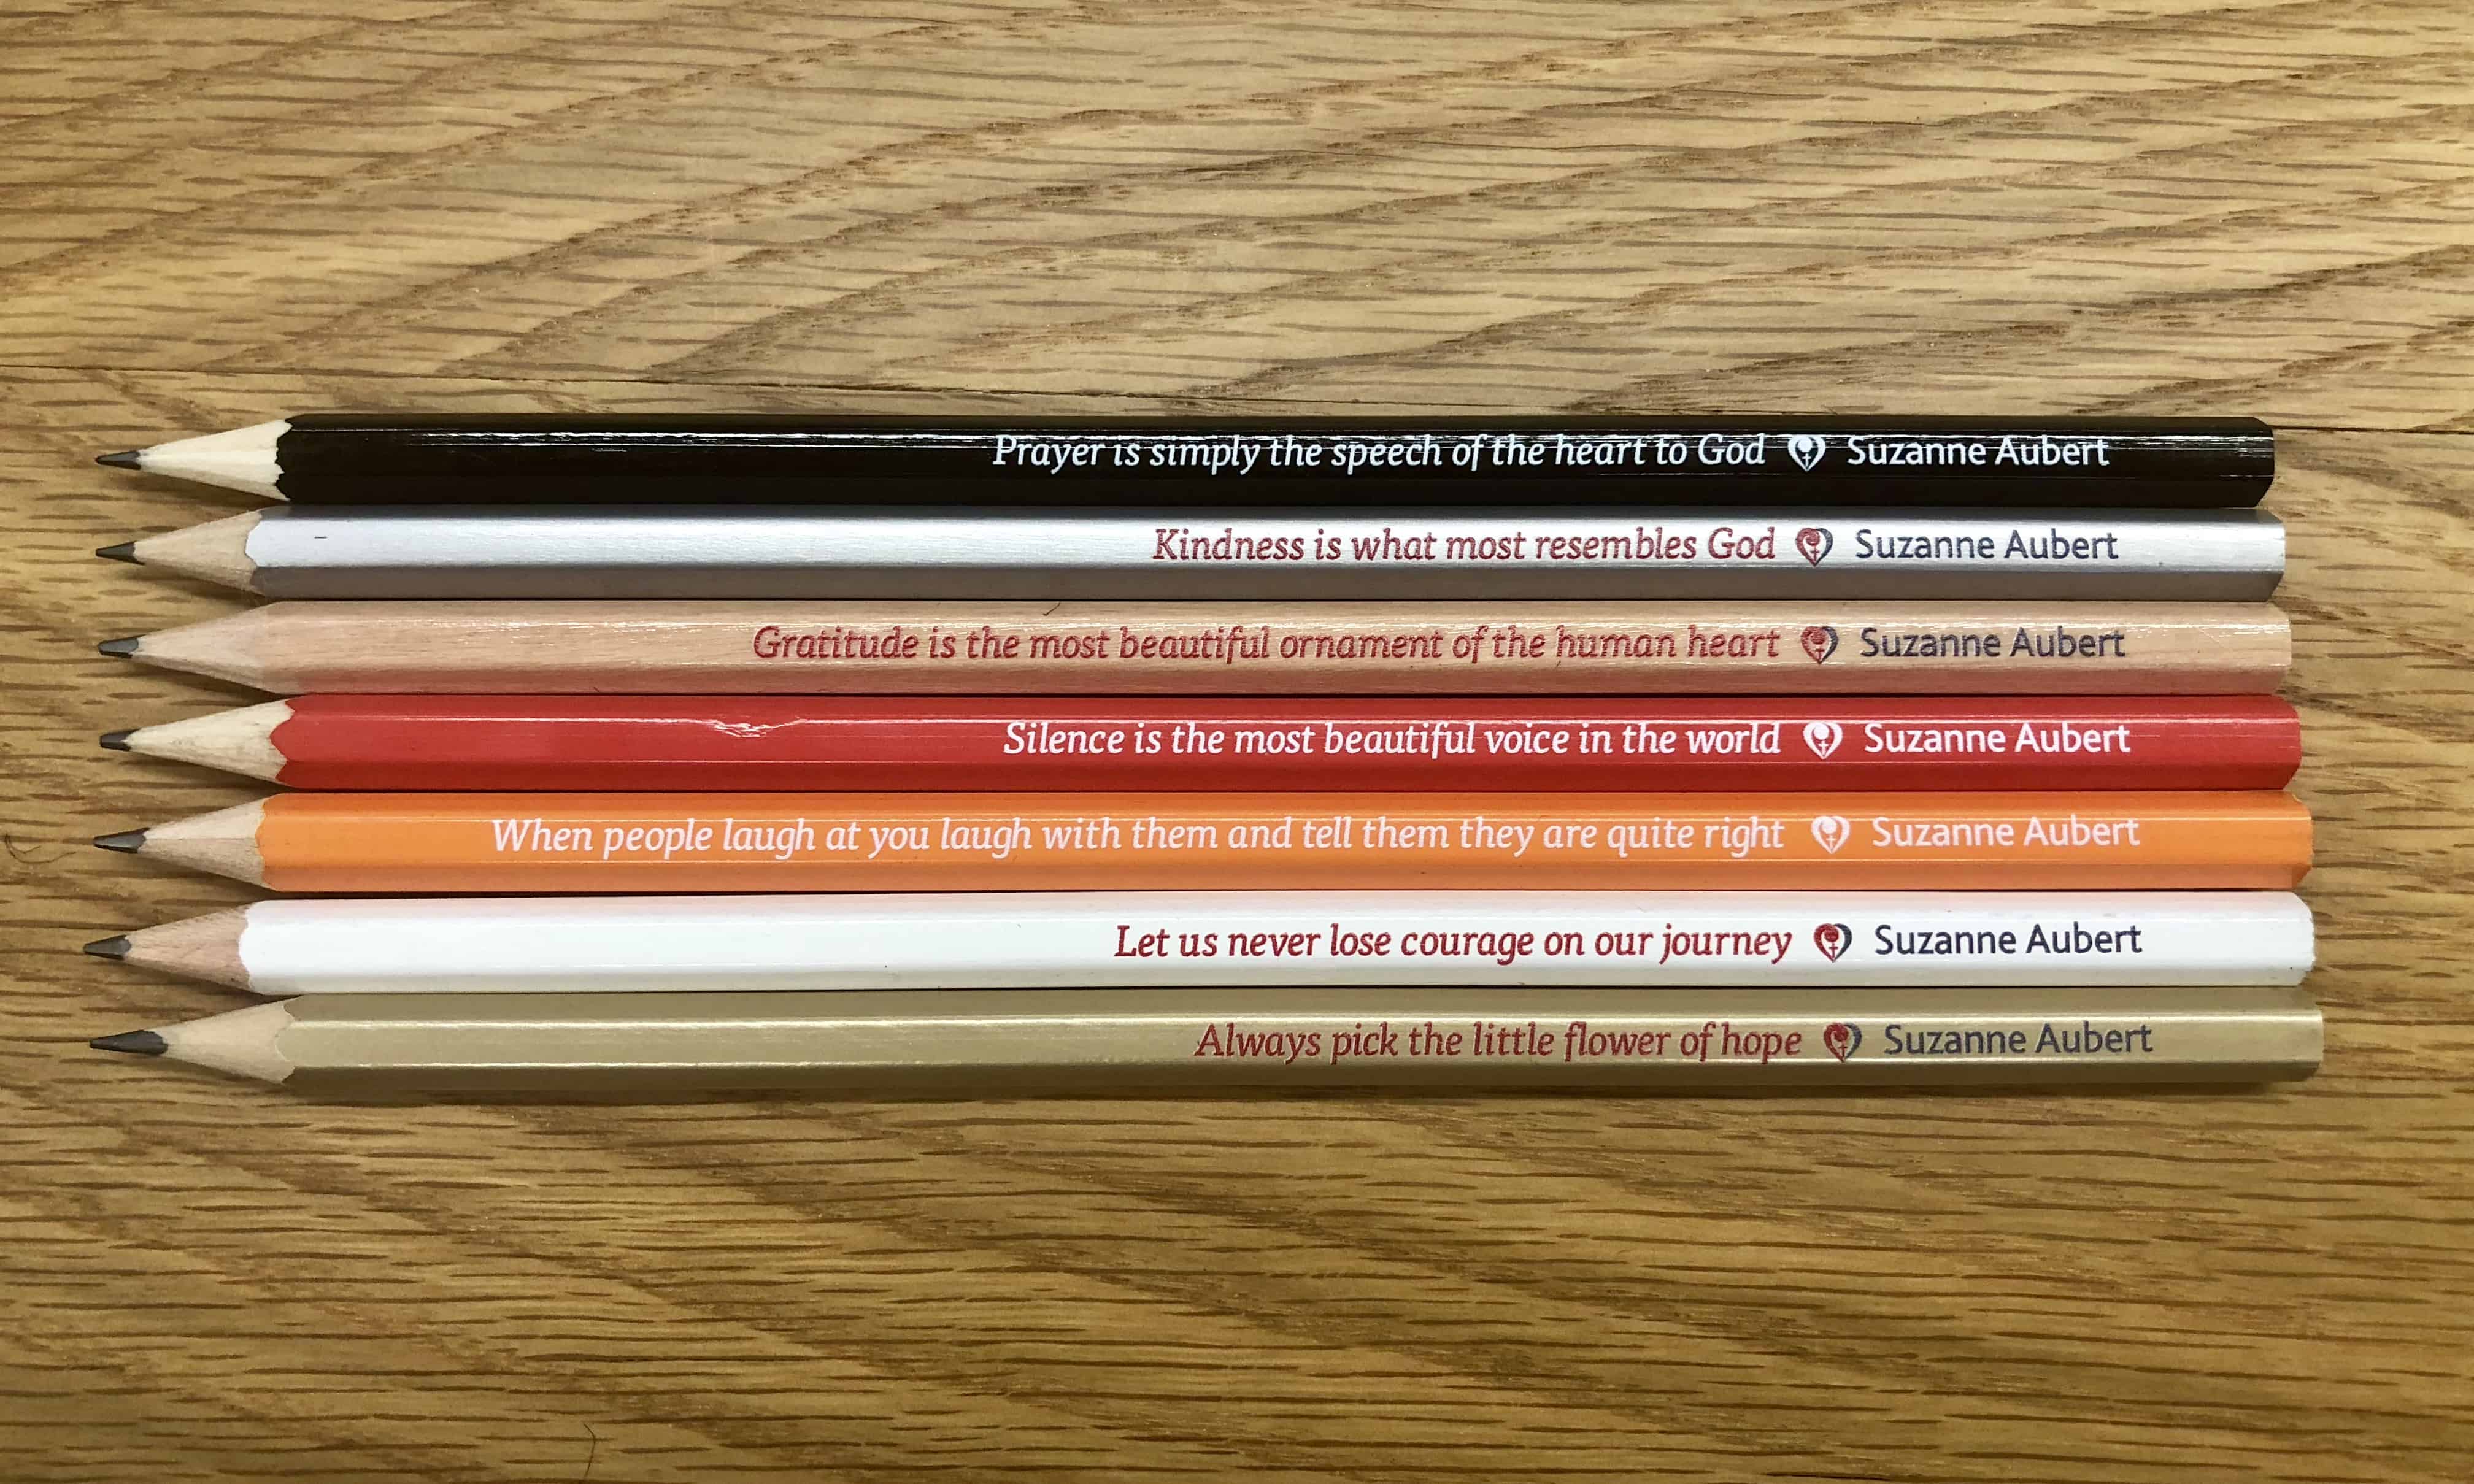 Prayer is simply the speech of the heart to God Suzanne Aubert
Kindness is what most resembles God Suzanne Aubert
Gratitude is the most beautiful ornament of the human heart Suzanne Aubert
Silence is the most beautiful voice in the world Suzanne Aubert
When people laugh at you laugh with them and tell them they are quite right Suzanne Aubert
Let us never lose courage on our journey Suzanne Aubert
Always pick the little flower of hope Suzanne Aubert